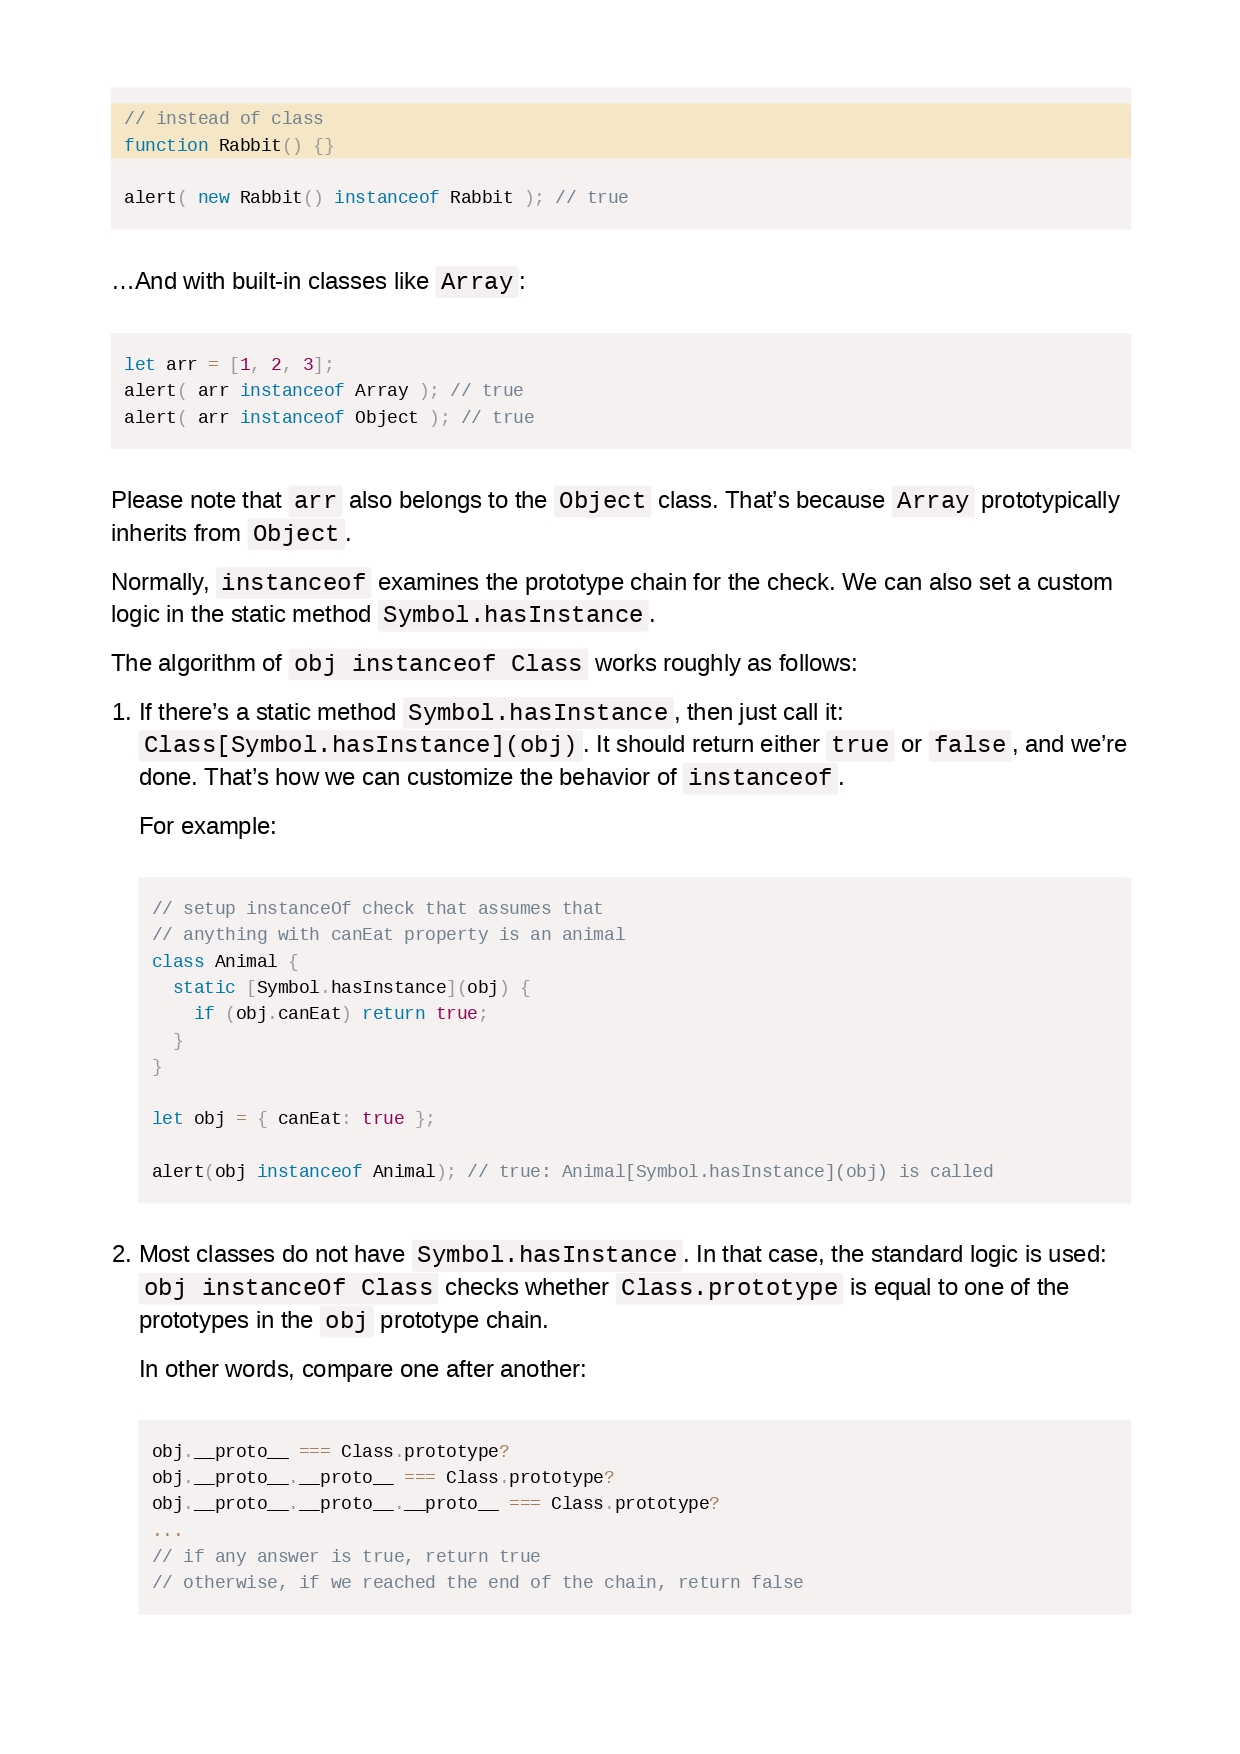 // instead of class
function Rabbit() {}
alert( new Rabbit() instanceof Rabbit ); // true
…And with built-in classes like Array:
let arr = [1, 2, 3];
alert( arr instanceof Array ); // true
alert( arr instanceof Object ); // true
Please note that arr also belongs to the Object class. That’s because Array prototypically
inherits from Object.
Normally, instanceof examines the prototype chain for the check. We can also set a custom
logic in the static method Symbol.hasInstance.
The algorithm of obj instanceof Class works roughly as follows:
1. If there’s a static method Symbol.hasInstance, then just call it:
Class[Symbol.hasInstance](obj). It should return either true or false, and we’re
done. That’s how we can customize the behavior of instanceof.
For example:
// setup instanceOf check that assumes that
// anything with canEat property is an animal
class Animal {
  static [Symbol.hasInstance](obj) {
    if (obj.canEat) return true;
  }
}
let obj = { canEat: true };
alert(obj instanceof Animal); // true: Animal[Symbol.hasInstance](obj) is called
2. Most classes do not have Symbol.hasInstance. In that case, the standard logic is used:
obj instanceOf Class checks whether Class.prototype is equal to one of the
prototypes in the obj prototype chain.
In other words, compare one after another:
obj.__proto__ === Class.prototype?
obj.__proto__.__proto__ === Class.prototype?
obj.__proto__.__proto__.__proto__ === Class.prototype?
...
// if any answer is true, return true
// otherwise, if we reached the end of the chain, return false